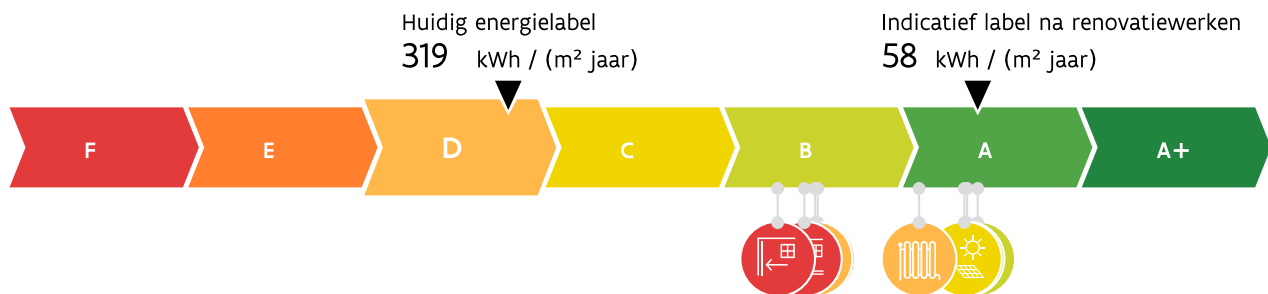 Huidig energielabel
319 kWh / (m² jaar)
Indicatief label na renovatiewerken
58 kWh / (m² jaar)
F E D C B A A+